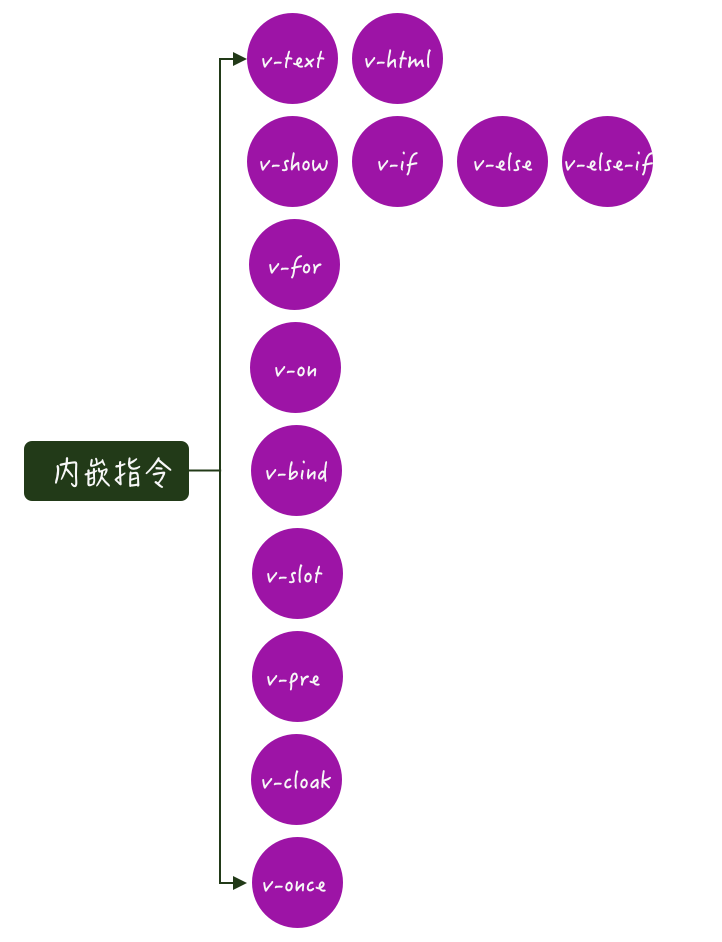 v-text v-html
v-show v-if v-else v-else-if
v-for
v-on
内嵌指令
v-bind
v-slot
v-pre
v-cloak
v-once